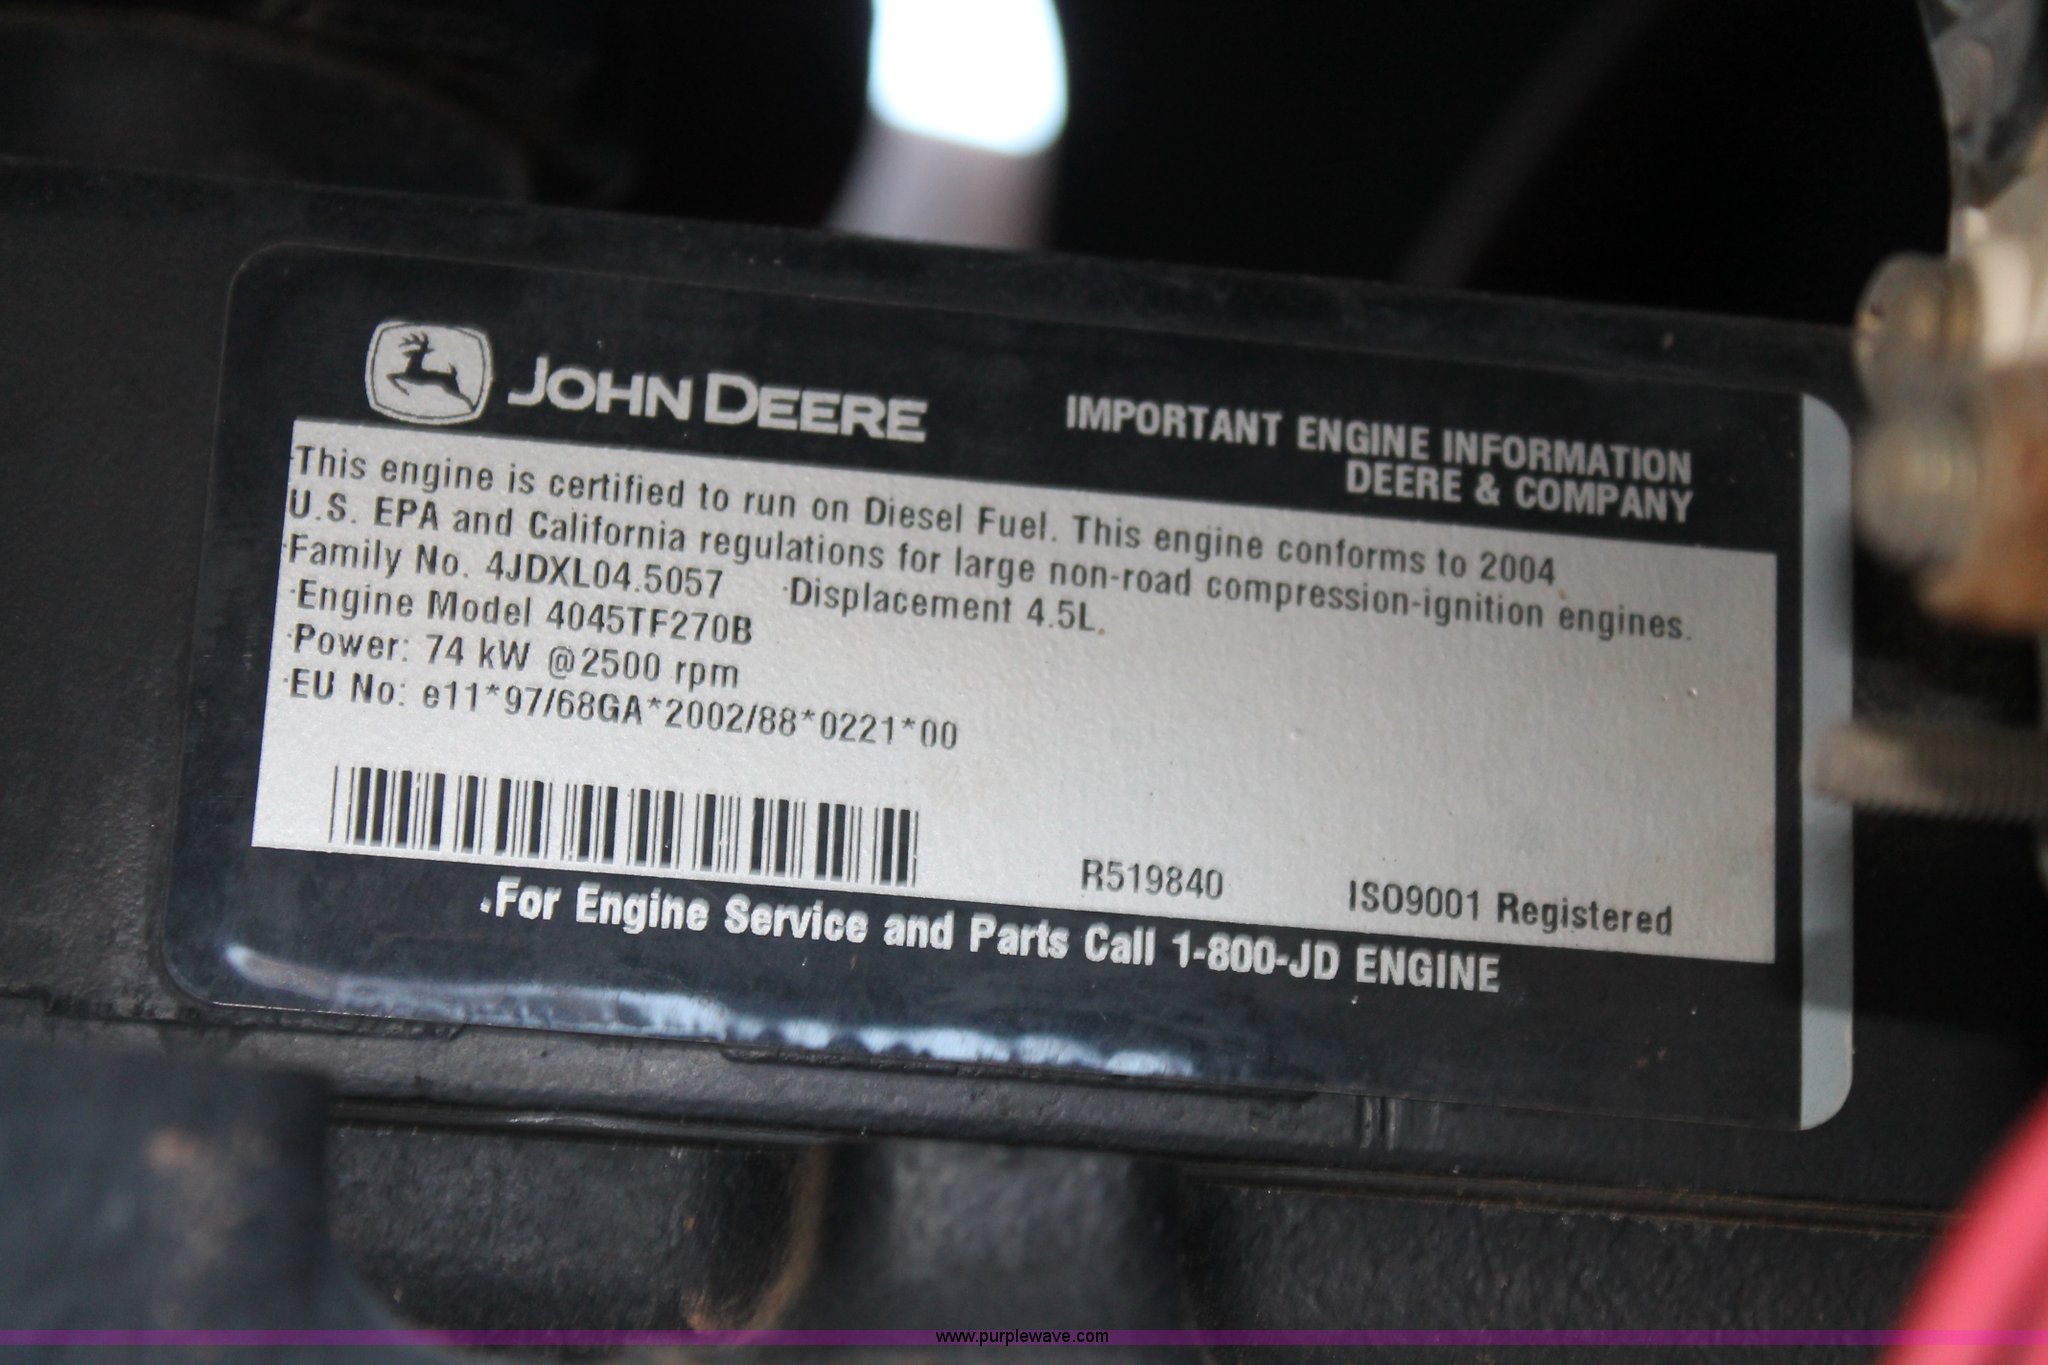 JOHN DEERE
IMPORTANT ENGINE INFORMATION
DEERE & COMPANY
This engine is certified to run on Diesel Fuel. This engine conforms to 2004
U.S. EPA and California regulations for large non-road compression-ignition engines.
Family No. 4JDXL04.5057 ·Displacement 4.5L.
·Engine Model 4045TF270B
·Power: 74 kW @2500 rpm
·EU No: e11*97/68GA*2002/88*0221*00
R519840 ISO9001 Registered
For Engine Service and Parts Call 1-800-JD ENGINE
www.purplewave.com